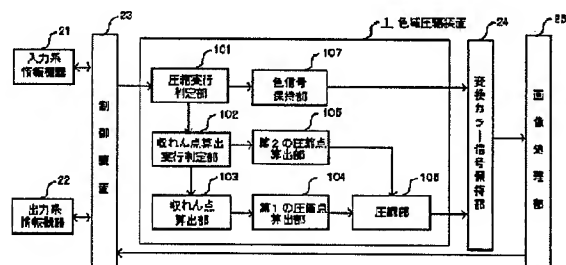 21
23
1 色域圧縮装置
24
25
入力系
情報機器
101
圧縮実行
判定部
107
色信号
保持部
102
収れん点算出
実行判定部
105
第2の圧縮点
算出部
103
収れん点
算出部
104
第1の圧縮点
算出部
106
圧縮部
22
出力系
情報機器
制御装置
変換カラー信号保持部
画像処理部